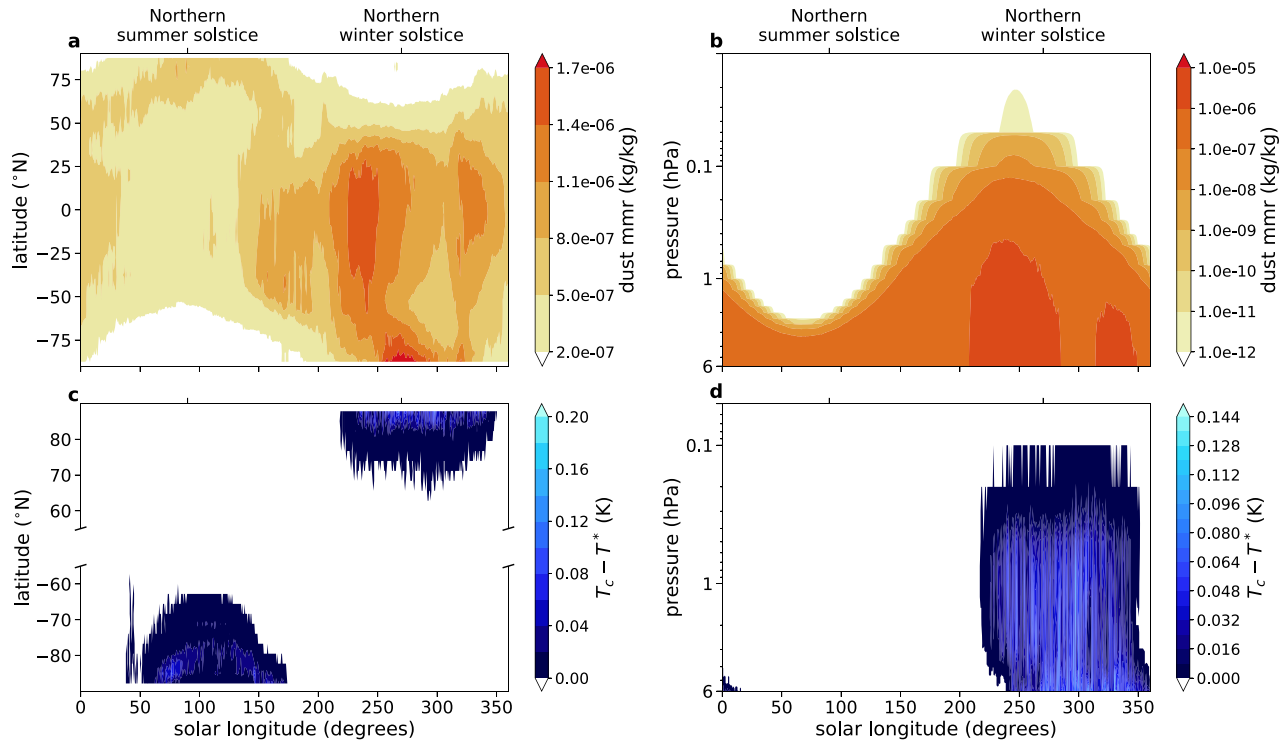 Northern
summer solstice
Northern
winter solstice
Northern
summer solstice
Northern
winter solstice
a
75
50
25
0
−25
−50
−75
latitude (°N)
1.7e-06
1.4e-06
1.1e-06
8.0e-07
5.0e-07
2.0e-07
dust mmr (kg/kg)
b
0.1
1
6
pressure (hPa)
1.0e-05
1.0e-06
1.0e-07
1.0e-08
1.0e-09
1.0e-10
1.0e-11
1.0e-12
dust mmr (kg/kg)
c
80
70
60
−60
−70
−80
latitude (°N)
0 50 100 150 200 250 300 350
solar longitude (degrees)
0.20
0.16
0.12
0.08
0.04
0.00
T_c − T* (K)
d
0.1
1
6
pressure (hPa)
0 50 100 150 200 250 300 350
solar longitude (degrees)
0.144
0.128
0.112
0.096
0.080
0.064
0.048
0.032
0.016
0.000
T_c − T* (K)